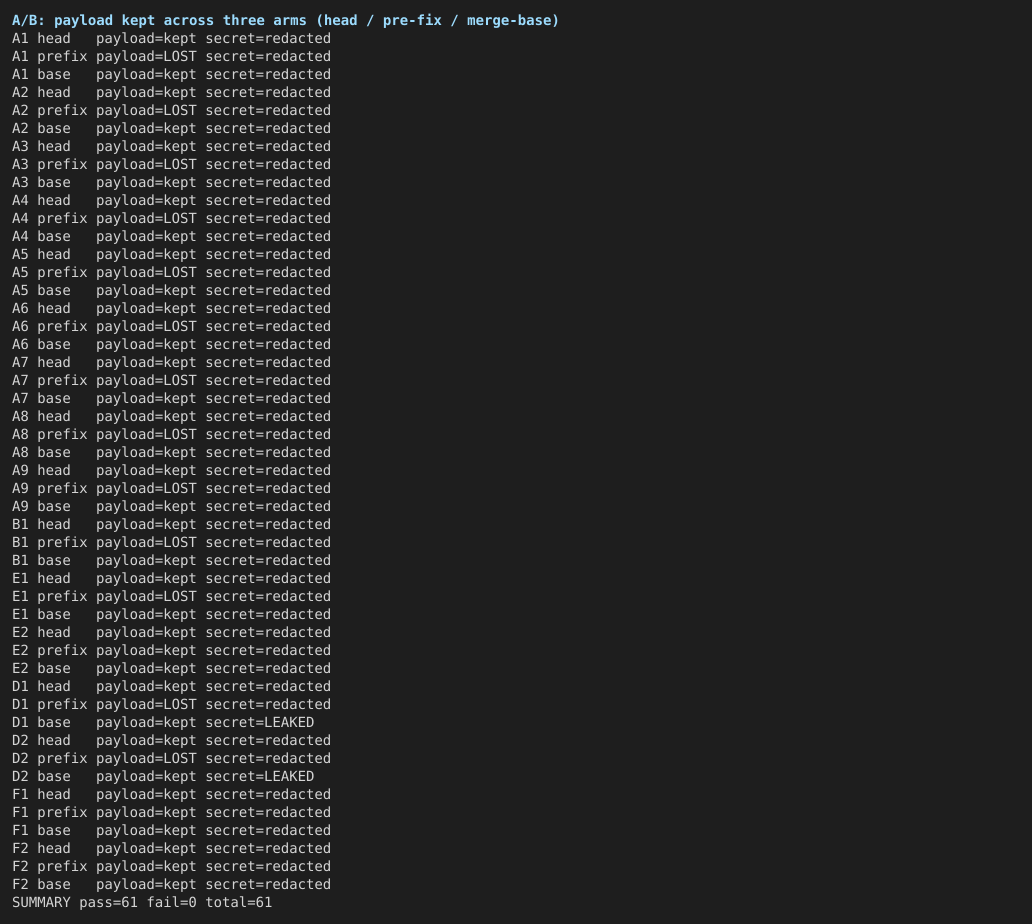 A/B: payload kept across three arms (head / pre-fix / merge-base)
A1 head   payload=kept secret=redacted
A1 prefix payload=LOST secret=redacted
A1 base   payload=kept secret=redacted
A2 head   payload=kept secret=redacted
A2 prefix payload=LOST secret=redacted
A2 base   payload=kept secret=redacted
A3 head   payload=kept secret=redacted
A3 prefix payload=LOST secret=redacted
A3 base   payload=kept secret=redacted
A4 head   payload=kept secret=redacted
A4 prefix payload=LOST secret=redacted
A4 base   payload=kept secret=redacted
A5 head   payload=kept secret=redacted
A5 prefix payload=LOST secret=redacted
A5 base   payload=kept secret=redacted
A6 head   payload=kept secret=redacted
A6 prefix payload=LOST secret=redacted
A6 base   payload=kept secret=redacted
A7 head   payload=kept secret=redacted
A7 prefix payload=LOST secret=redacted
A7 base   payload=kept secret=redacted
A8 head   payload=kept secret=redacted
A8 prefix payload=LOST secret=redacted
A8 base   payload=kept secret=redacted
A9 head   payload=kept secret=redacted
A9 prefix payload=LOST secret=redacted
A9 base   payload=kept secret=redacted
B1 head   payload=kept secret=redacted
B1 prefix payload=LOST secret=redacted
B1 base   payload=kept secret=redacted
E1 head   payload=kept secret=redacted
E1 prefix payload=LOST secret=redacted
E1 base   payload=kept secret=redacted
E2 head   payload=kept secret=redacted
E2 prefix payload=kept secret=redacted
E2 base   payload=kept secret=redacted
D1 head   payload=kept secret=redacted
D1 prefix payload=LOST secret=redacted
D1 base   payload=kept secret=LEAKED
D2 head   payload=kept secret=redacted
D2 prefix payload=LOST secret=redacted
D2 base   payload=kept secret=LEAKED
F1 head   payload=kept secret=redacted
F1 prefix payload=kept secret=redacted
F1 base   payload=kept secret=redacted
F2 head   payload=kept secret=redacted
F2 prefix payload=kept secret=redacted
F2 base   payload=kept secret=redacted
SUMMARY pass=61 fail=0 total=61